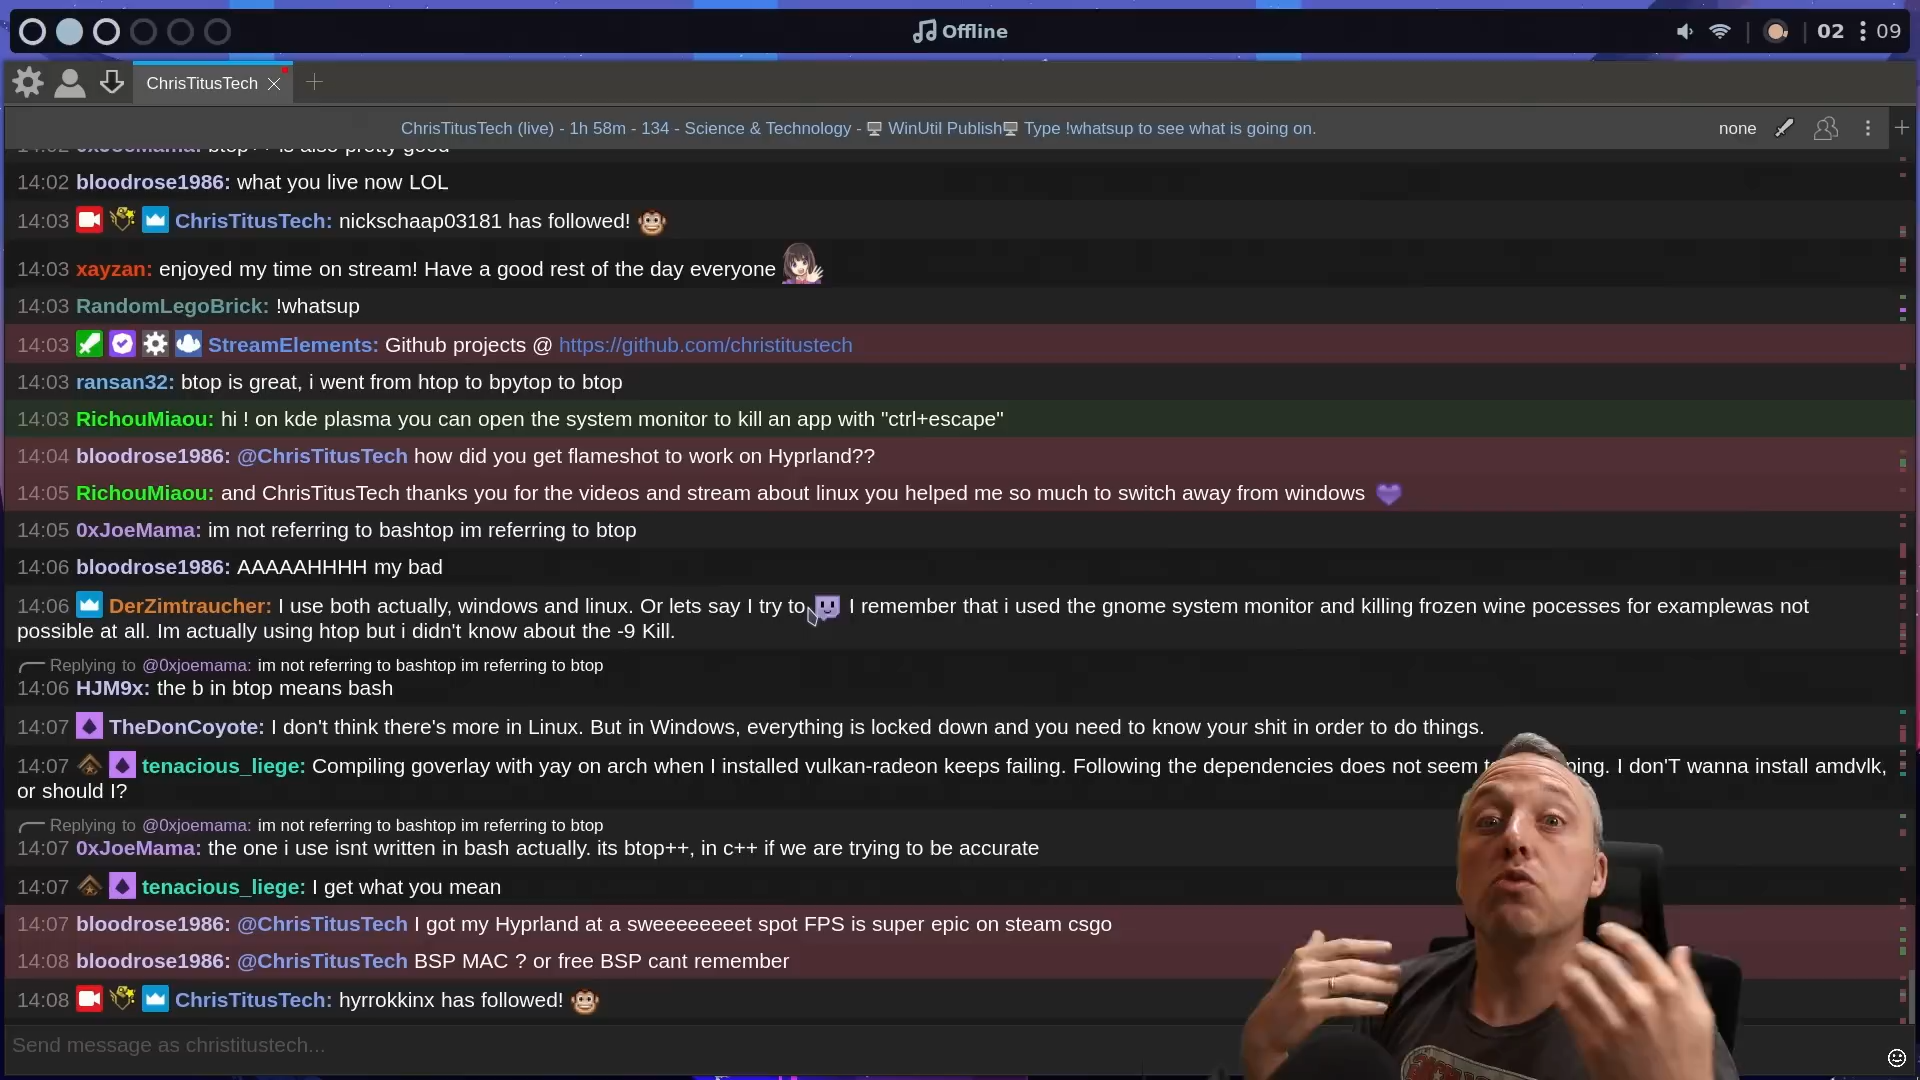 Offline
02 09
ChrisTitusTech
ChrisTitusTech (live) - 1h 58m - 134 - Science & Technology - WinUtil Publish Type !whatsup to see what is going on.
none
14:02 0xJoeMama: btop++ is also pretty good
14:02 bloodrose1986: what you live now LOL
14:03 ChrisTitusTech: nickschaap03181 has followed!
14:03 xayzan: enjoyed my time on stream! Have a good rest of the day everyone
14:03 RandomLegoBrick: !whatsup
14:03 StreamElements: Github projects @ https://github.com/christitustech
14:03 ransan32: btop is great, i went from htop to bpytop to btop
14:03 RichouMiaou: hi ! on kde plasma you can open the system monitor to kill an app with "ctrl+escape"
14:04 bloodrose1986: @ChrisTitusTech how did you get flameshot to work on Hyprland??
14:05 RichouMiaou: and ChrisTitusTech thanks you for the videos and stream about linux you helped me so much to switch away from windows
14:05 0xJoeMama: im not referring to bashtop im referring to btop
14:06 bloodrose1986: AAAAAHHHH my bad
14:06 DerZimtraucher: I use both actually, windows and linux. Or lets say I try to I remember that i used the gnome system monitor and killing frozen wine pocesses for examplewas not
possible at all. Im actually using htop but i didn't know about the -9 Kill.
Replying to @0xjoemama: im not referring to bashtop im referring to btop
14:06 HJM9x: the b in btop means bash
14:07 TheDonCoyote: I don't think there's more in Linux. But in Windows, everything is locked down and you need to know your shit in order to do things.
14:07 tenacious_liege: Compiling goverlay with yay on arch when I installed vulkan-radeon keeps failing. Following the dependencies does not seem ping. I don'T wanna install amdvlk,
or should I?
Replying to @0xjoemama: im not referring to bashtop im referring to btop
14:07 0xJoeMama: the one i use isnt written in bash actually. its btop++, in c++ if we are trying to be accurate
14:07 tenacious_liege: I get what you mean
14:07 bloodrose1986: @ChrisTitusTech I got my Hyprland at a sweeeeeeeet spot FPS is super epic on steam csgo
14:08 bloodrose1986: @ChrisTitusTech BSP MAC ? or free BSP cant remember
14:08 ChrisTitusTech: hyrrokkinx has followed!
Send message as christitustech...